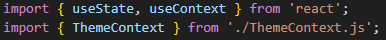 import { useState, useContext } from 'react';
import { ThemeContext } from './ThemeContext.js';